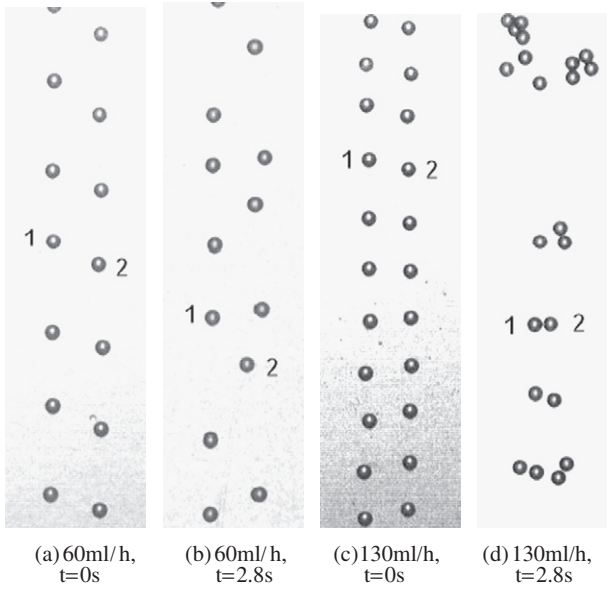 1
2
1
2
1
2
1
2
(a) 60ml/h,
t=0s
(b) 60ml/h,
t=2.8s
(c) 130ml/h,
t=0s
(d) 130ml/h,
t=2.8s